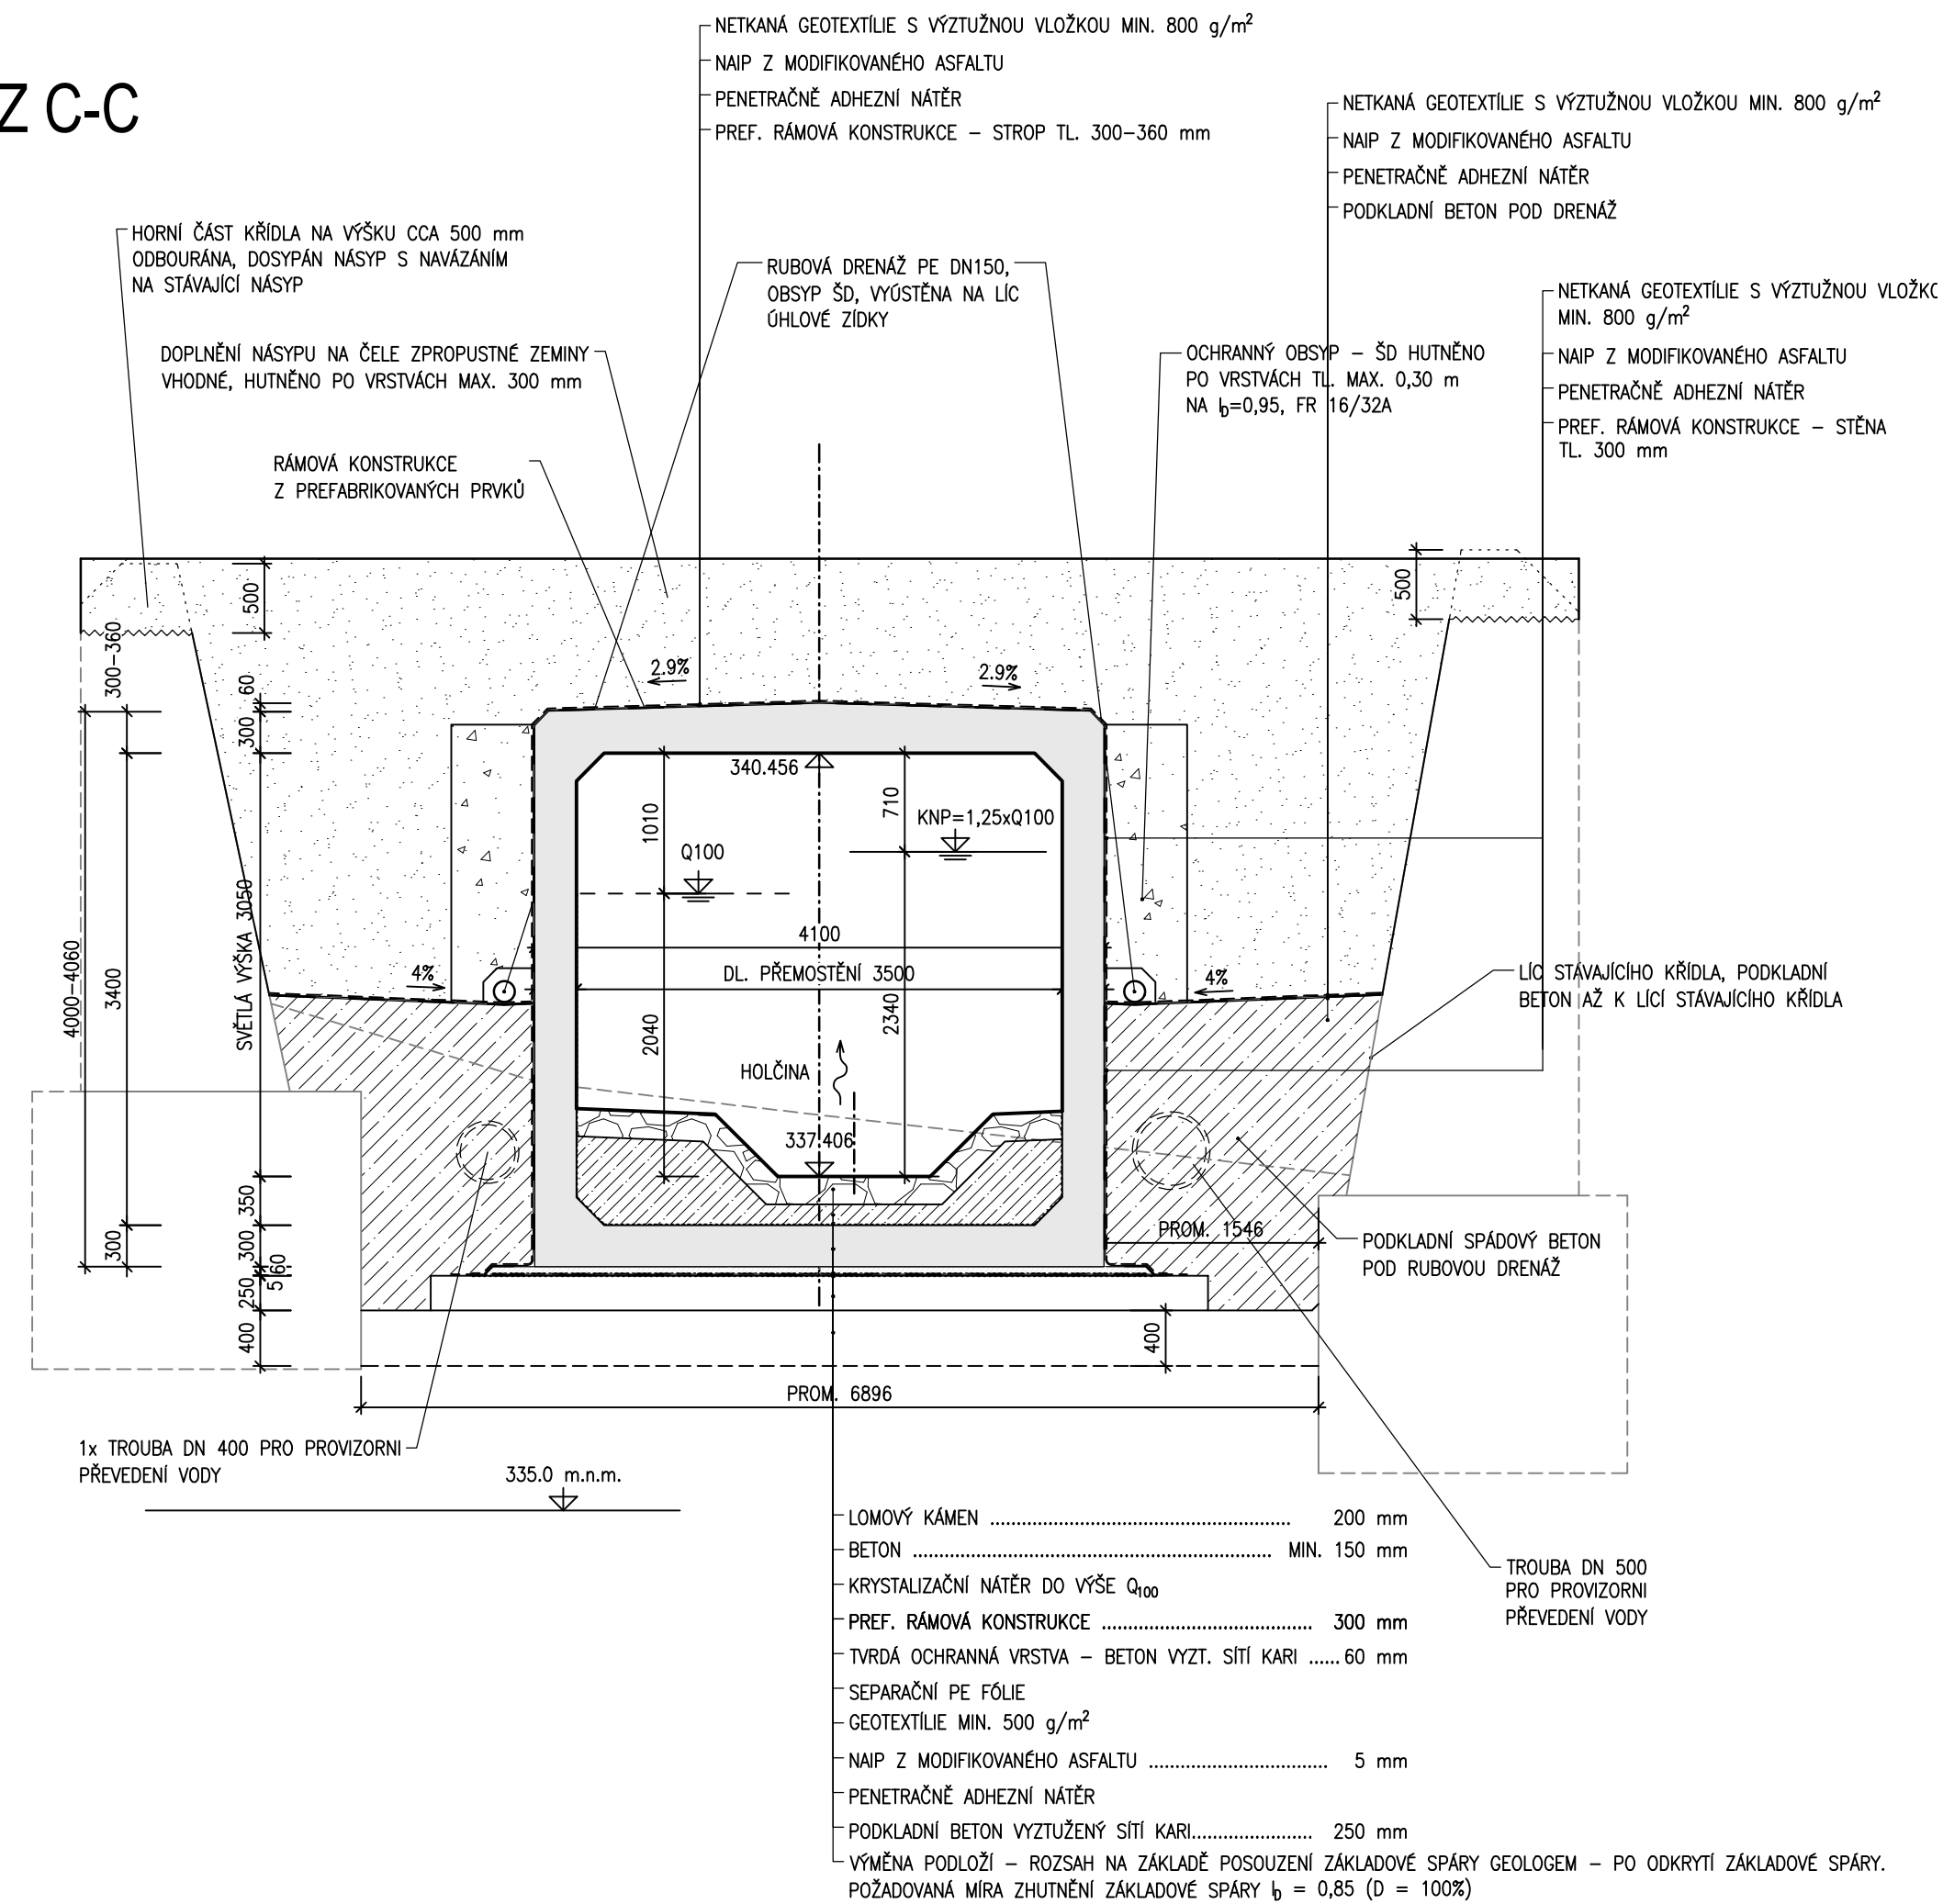 Z C-C
NETKANÁ GEOTEXTÍLIE S VÝZTUŽNOU VLOŽKOU MIN. 800 g/m²
NAIP Z MODIFIKOVANÉHO ASFALTU
PENETRAČNĚ ADHEZNÍ NÁTĚR
PREF. RÁMOVÁ KONSTRUKCE – STROP TL. 300–360 mm
NETKANÁ GEOTEXTÍLIE S VÝZTUŽNOU VLOŽKOU MIN. 800 g/m²
NAIP Z MODIFIKOVANÉHO ASFALTU
PENETRAČNĚ ADHEZNÍ NÁTĚR
PODKLADNÍ BETON POD DRENÁŽ
HORNÍ ČÁST KŘÍDLA NA VÝŠKU CCA 500 mm
ODBOURÁNA, DOSYPÁN NÁSYP S NAVÁZÁNÍM
NA STÁVAJÍCÍ NÁSYP
RUBOVÁ DRENÁŽ PE DN150,
OBSYP ŠD, VYÚSTĚNA NA LÍC
ÚHLOVÉ ZÍDKY
NETKANÁ GEOTEXTÍLIE S VÝZTUŽNOU VLOŽKO
MIN. 800 g/m²
NAIP Z MODIFIKOVANÉHO ASFALTU
PENETRAČNĚ ADHEZNÍ NÁTĚR
PREF. RÁMOVÁ KONSTRUKCE – STĚNA
TL. 300 mm
DOPLNĚNÍ NÁSYPU NA ČELE ZPROPUSTNÉ ZEMINY
VHODNÉ, HUTNĚNO PO VRSTVÁCH MAX. 300 mm
OCHRANNÝ OBSYP – ŠD HUTNĚNO
PO VRSTVÁCH TL. MAX. 0,30 m
NA I_D=0,95, FR 16/32A
RÁMOVÁ KONSTRUKCE
Z PREFABRIKOVANÝCH PRVKŮ
500
500
300–360
60
300
2.9%
2.9%
340.456
1010
710
KNP=1,25xQ100
Q100
4100
DL. PŘEMOSTĚNÍ 3500
4%
4%
4000–4060
3400
SVĚTLÁ VÝŠKA 3050
2040
2340
HOLČINA
337.406
LÍC STÁVAJÍCÍHO KŘÍDLA, PODKLADNÍ
BETON AŽ K LÍCÍ STÁVAJÍCÍHO KŘÍDLA
350
300
300
60
5
250
400
400
PROM. 1546
PODKLADNÍ SPÁDOVÝ BETON
POD RUBOVOU DRENÁŽ
PROM. 6896
1x TROUBA DN 400 PRO PROVIZORNI
PŘEVEDENÍ VODY
335.0 m.n.m.
LOMOVÝ KÁMEN .................................................... 200 mm
BETON .............................................................. MIN. 150 mm
KRYSTALIZAČNÍ NÁTĚR DO VÝŠE Q₁₀₀
PREF. RÁMOVÁ KONSTRUKCE ..................................... 300 mm
TVRDÁ OCHRANNÁ VRSTVA – BETON VYZT. SÍTÍ KARI ...... 60 mm
SEPARAČNÍ PE FÓLIE
GEOTEXTÍLIE MIN. 500 g/m²
NAIP Z MODIFIKOVANÉHO ASFALTU ............................... 5 mm
PENETRAČNĚ ADHEZNÍ NÁTĚR
PODKLADNÍ BETON VYZTUŽENÝ SÍTÍ KARI..................... 250 mm
VÝMĚNA PODLOŽÍ – ROZSAH NA ZÁKLADĚ POSOUZENÍ ZÁKLADOVÉ SPÁRY GEOLOGEM – PO ODKRYTÍ ZÁKLADOVÉ SPÁRY.
POŽADOVANÁ MÍRA ZHUTNĚNÍ ZÁKLADOVÉ SPÁRY I_D = 0,85 (D = 100%)
TROUBA DN 500
PRO PROVIZORNI
PŘEVEDENÍ VODY